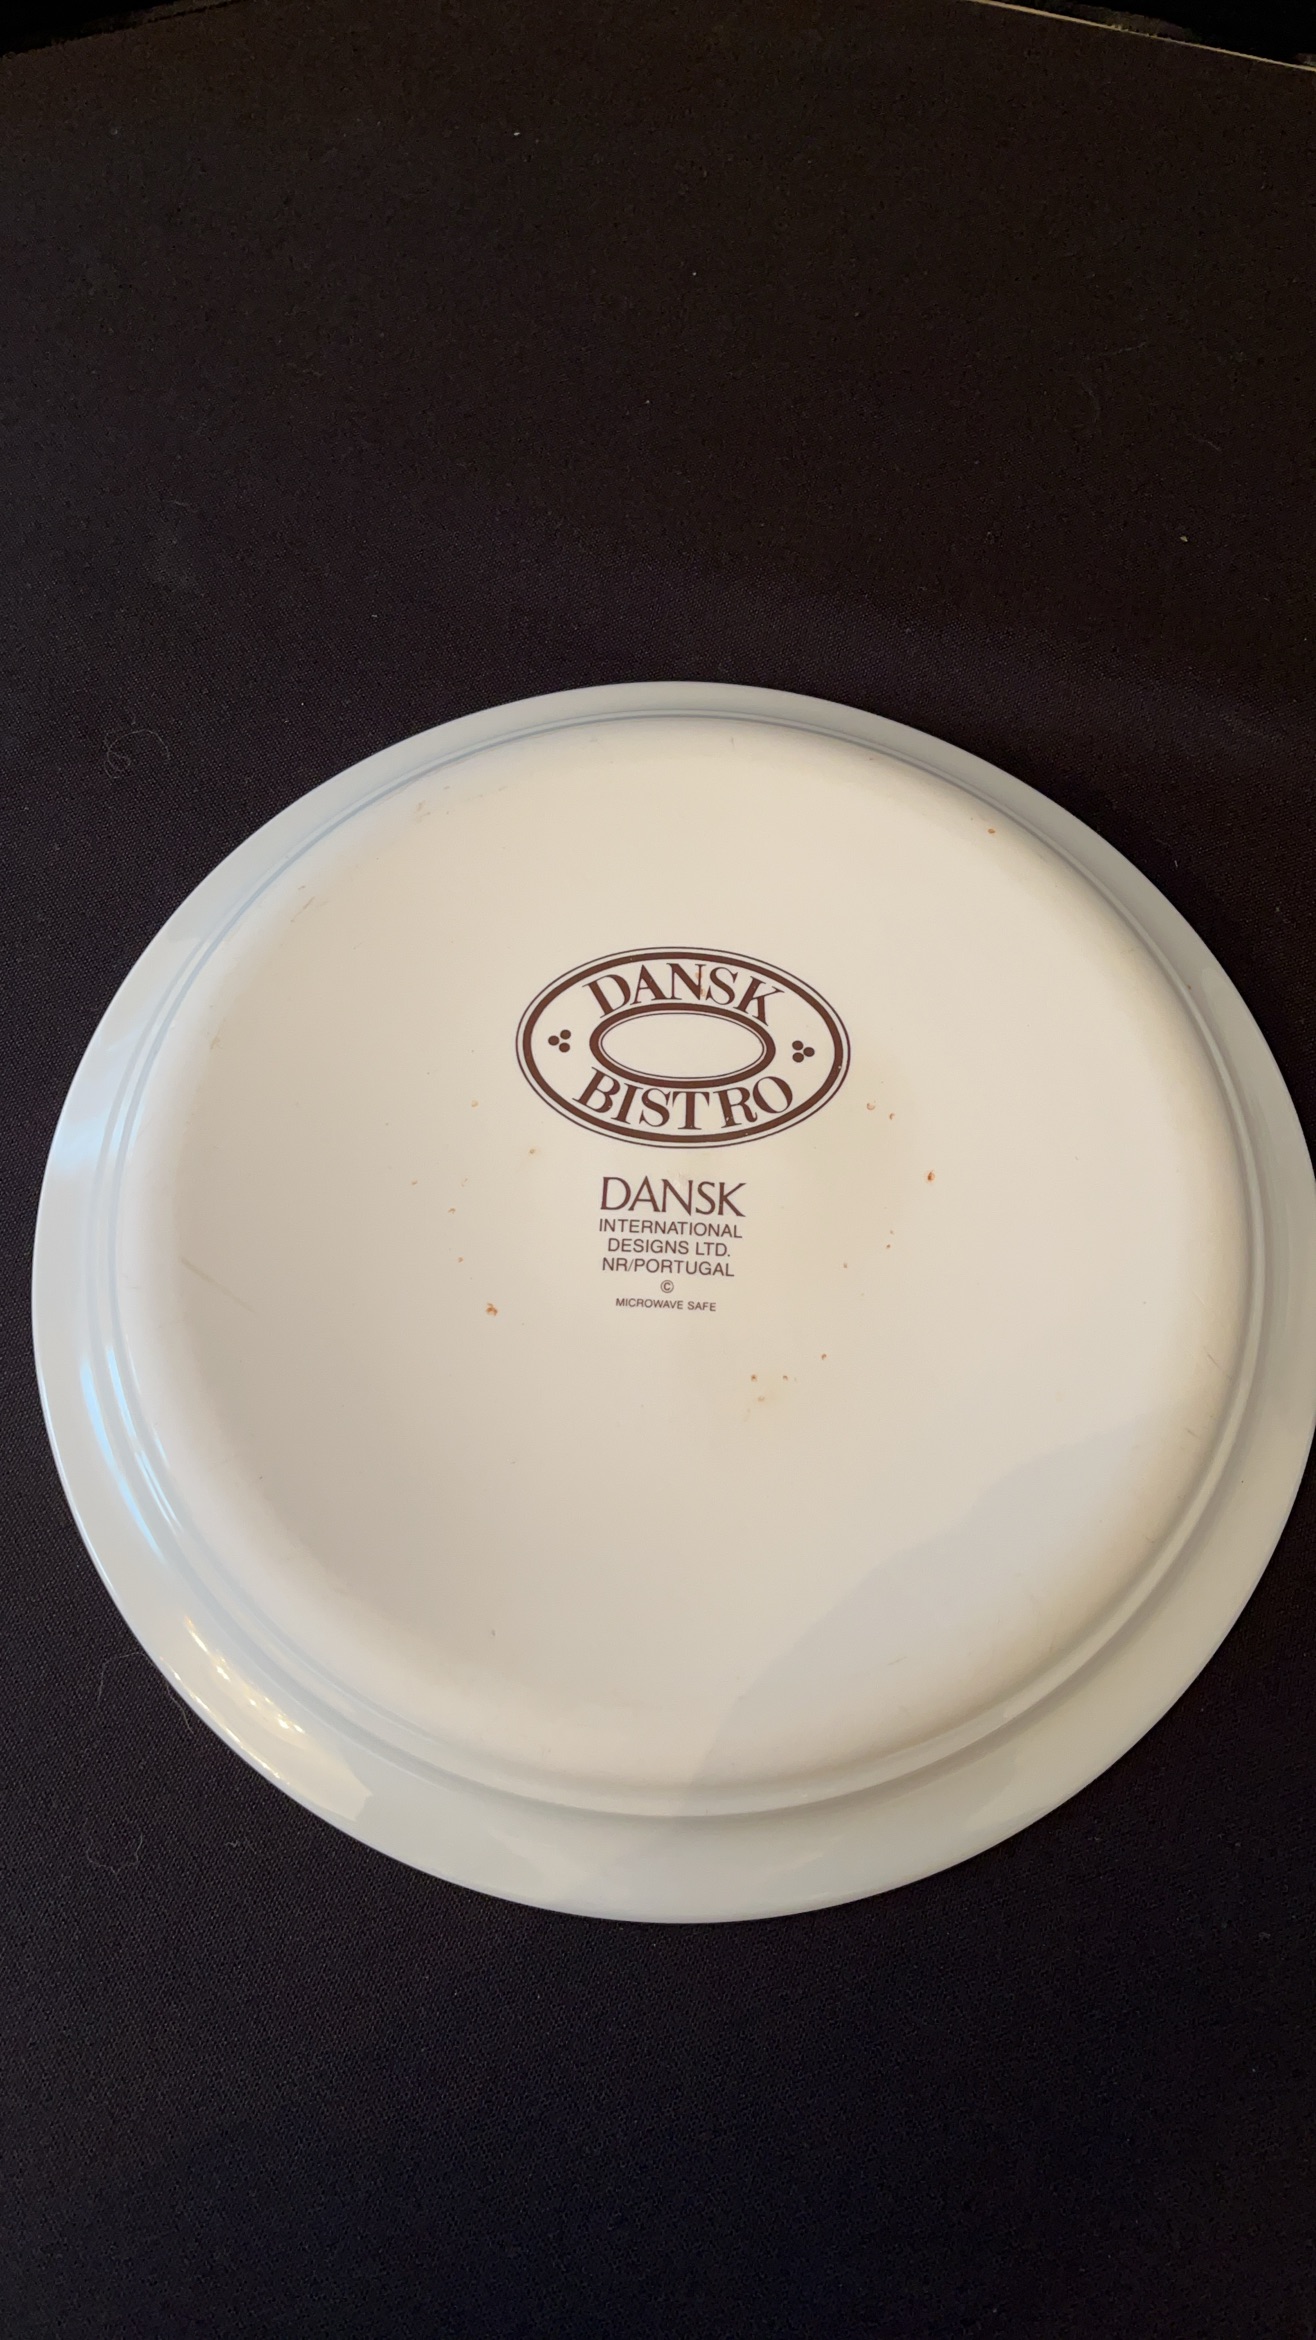 DANSK
BISTRO
DANSK
INTERNATIONAL
DESIGNS LTD.
NR/PORTUGAL
©
MICROWAVE SAFE